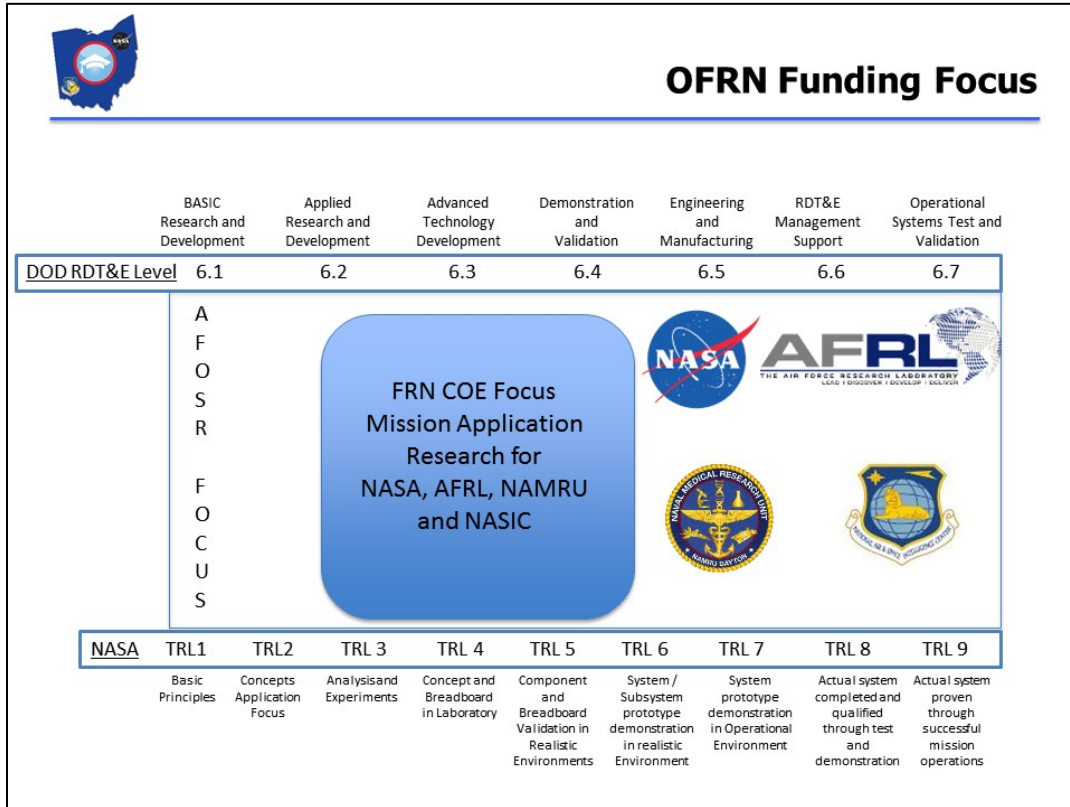 NASA
OFRN Funding Focus
BASIC
Research and
Development
Applied
Research and
Development
Advanced
Technology
Development
Demonstration
and
Validation
Engineering
and
Manufacturing
RDT&E
Management
Support
Operational
Systems Test and
Validation
DOD RDT&E Level 6.1 6.2 6.3 6.4 6.5 6.6 6.7
A
F
O
S
R
F
O
C
U
S
FRN COE Focus
Mission Application
Research for
NASA, AFRL, NAMRU
and NASIC
NASA
AFRL
THE AIR FORCE RESEARCH LABORATORY
LEAD | DISCOVER | DEVELOP | DELIVER
NAVAL MEDICAL RESEARCH UNIT
NAMRU DAYTON
NATIONAL AIR & SPACE INTELLIGENCE CENTER
NASA TRL1 TRL2 TRL 3 TRL 4 TRL 5 TRL 6 TRL 7 TRL 8 TRL 9
Basic
Principles
Concepts
Application
Focus
Analysisand
Experiments
Concept and
Breadboard
in Laboratory
Component
and
Breadboard
Validation in
Realistic
Environments
System /
Subsystem
prototype
demonstration
in realistic
Environment
System
prototype
demonstration
in Operational
Environment
Actual system
completed and
qualified
through test
and
demonstration
Actual system
proven
through
successful
mission
operations